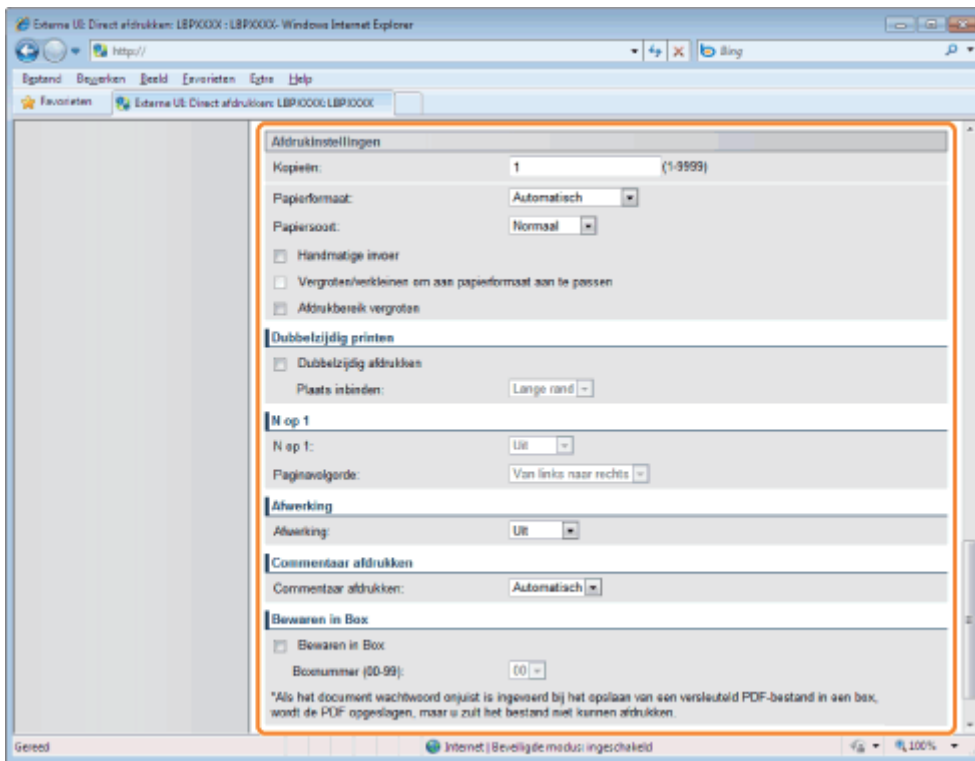 Externe UI: Direct afdrukken: LBPXXXX : LBPXXXX- Windows Internet Explorer
http://
Bing
Bestand Bewerken Beeld Favorieten Extra Help
Favorieten Externe UI: Direct afdrukken: LBPXXXX: LBPXXXX
Afdrukinstellingen
Kopieën: 1 (1-9999)
Papierformaat: Automatisch
Papiersoort: Normaal
Handmatige invoer
Vergroten/verkleinen om aan papierformaat aan te passen
Afdrukbereik vergroten
Dubbelzijdig printen
Dubbelzijdig afdrukken
Plaats inbinden: Lange rand
N op 1
N op 1: Uit
Paginavolgorde: Van links naar rechts
Afwerking
Afwerking: Uit
Commentaar afdrukken
Commentaar afdrukken: Automatisch
Bewaren in Box
Bewaren in Box
Boxnummer (00-99): 00
*Als het document wachtwoord onjuist is ingevoerd bij het opslaan van een versleuteld PDF-bestand in een box,
wordt de PDF opgeslagen, maar u zult het bestand niet kunnen afdrukken.
Gereed Internet | Beveiligde modus: ingeschakeld 100%